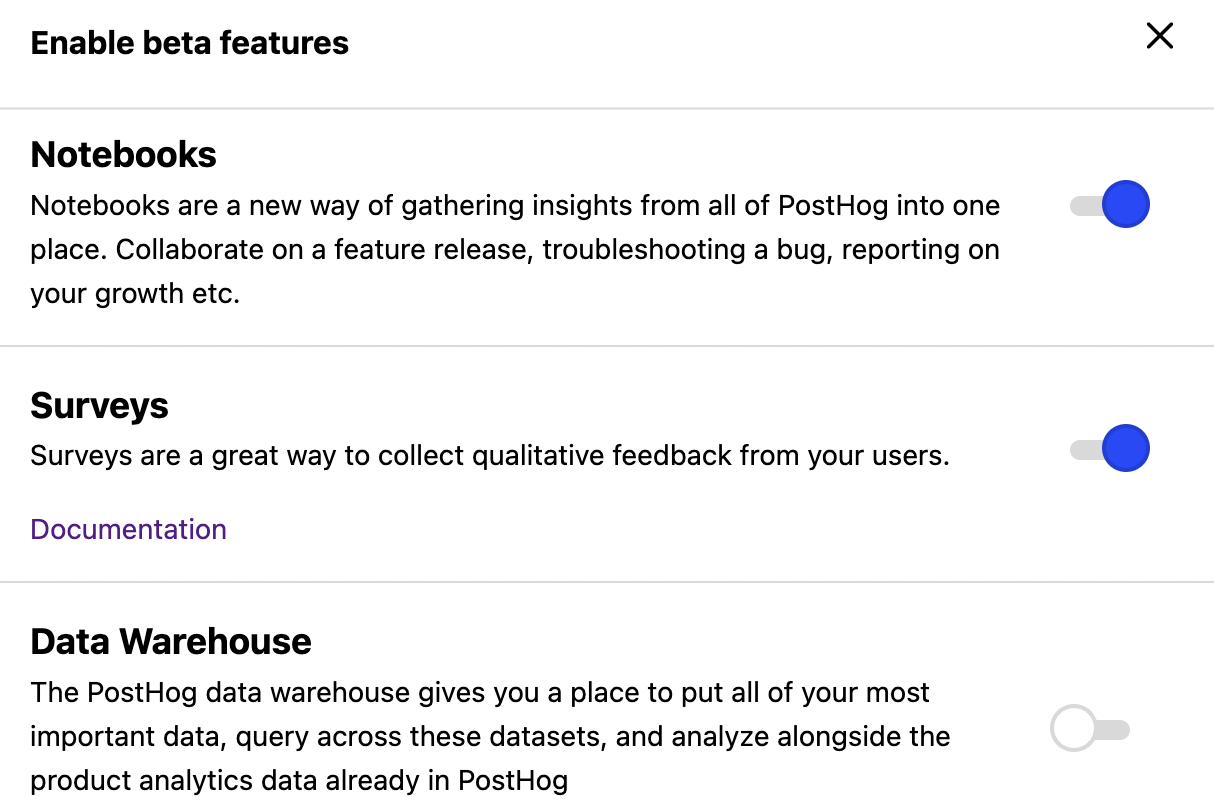 Enable beta features
Notebooks
Notebooks are a new way of gathering insights from all of PostHog into one
place. Collaborate on a feature release, troubleshooting a bug, reporting on
your growth etc.
Surveys
Surveys are a great way to collect qualitative feedback from your users.
Documentation
Data Warehouse
The PostHog data warehouse gives you a place to put all of your most
important data, query across these datasets, and analyze alongside the
product analytics data already in PostHog